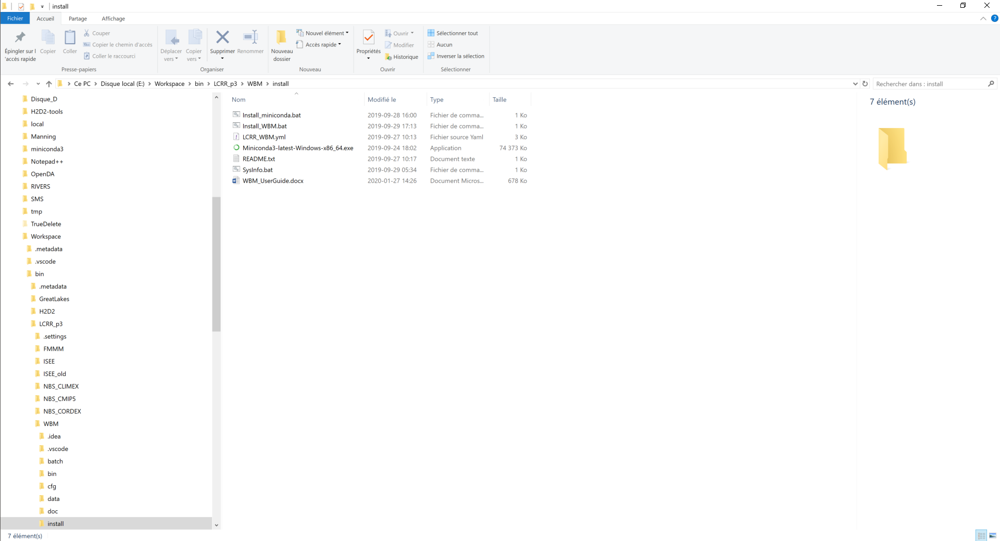 install
Fichier
Accueil
Partage
Affichage
?
Épingler sur l
'accès rapide
Copier
Coller
Couper
Copier le chemin d'accès
Coller le raccourci
Presse-papiers
Déplacer
vers
Copier
vers
Supprimer
Renommer
Organiser
Nouveau
dossier
Nouvel élément
Accès rapide
Nouveau
Propriétés
Ouvrir
Modifier
Historique
Ouvrir
Sélectionner tout
Aucun
Inverser la sélection
Sélectionner
Ce PC > Disque local (E:) > Workspace > bin > LCRR_p3 > WBM > install
Rechercher dans : install
Disque_D
H2D2-tools
local
Manning
miniconda3
Notepad++
OpenDA
RIVERS
SMS
tmp
TrueDelete
Workspace
.metadata
.vscode
bin
.metadata
GreatLakes
H2D2
LCRR_p3
.settings
FMMM
ISEE
ISEE_old
NBS_CLIMEX
NBS_CMIP5
NBS_CORDEX
WBM
.idea
.vscode
batch
bin
cfg
data
doc
install
Nom Modifié le Type Taille
Install_miniconda.bat 2019-09-28 16:00 Fichier de comma... 1 Ko
Install_WBM.bat 2019-09-29 17:13 Fichier de comma... 1 Ko
LCRR_WBM.yml 2019-09-27 10:13 Fichier source Yaml 3 Ko
Miniconda3-latest-Windows-x86_64.exe 2019-09-24 18:02 Application 74 373 Ko
README.txt 2019-09-27 10:17 Document texte 1 Ko
SysInfo.bat 2019-09-29 05:34 Fichier de comma... 1 Ko
WBM_UserGuide.docx 2020-01-27 14:26 Document Micros... 678 Ko
7 élément(s)
7 élément(s)